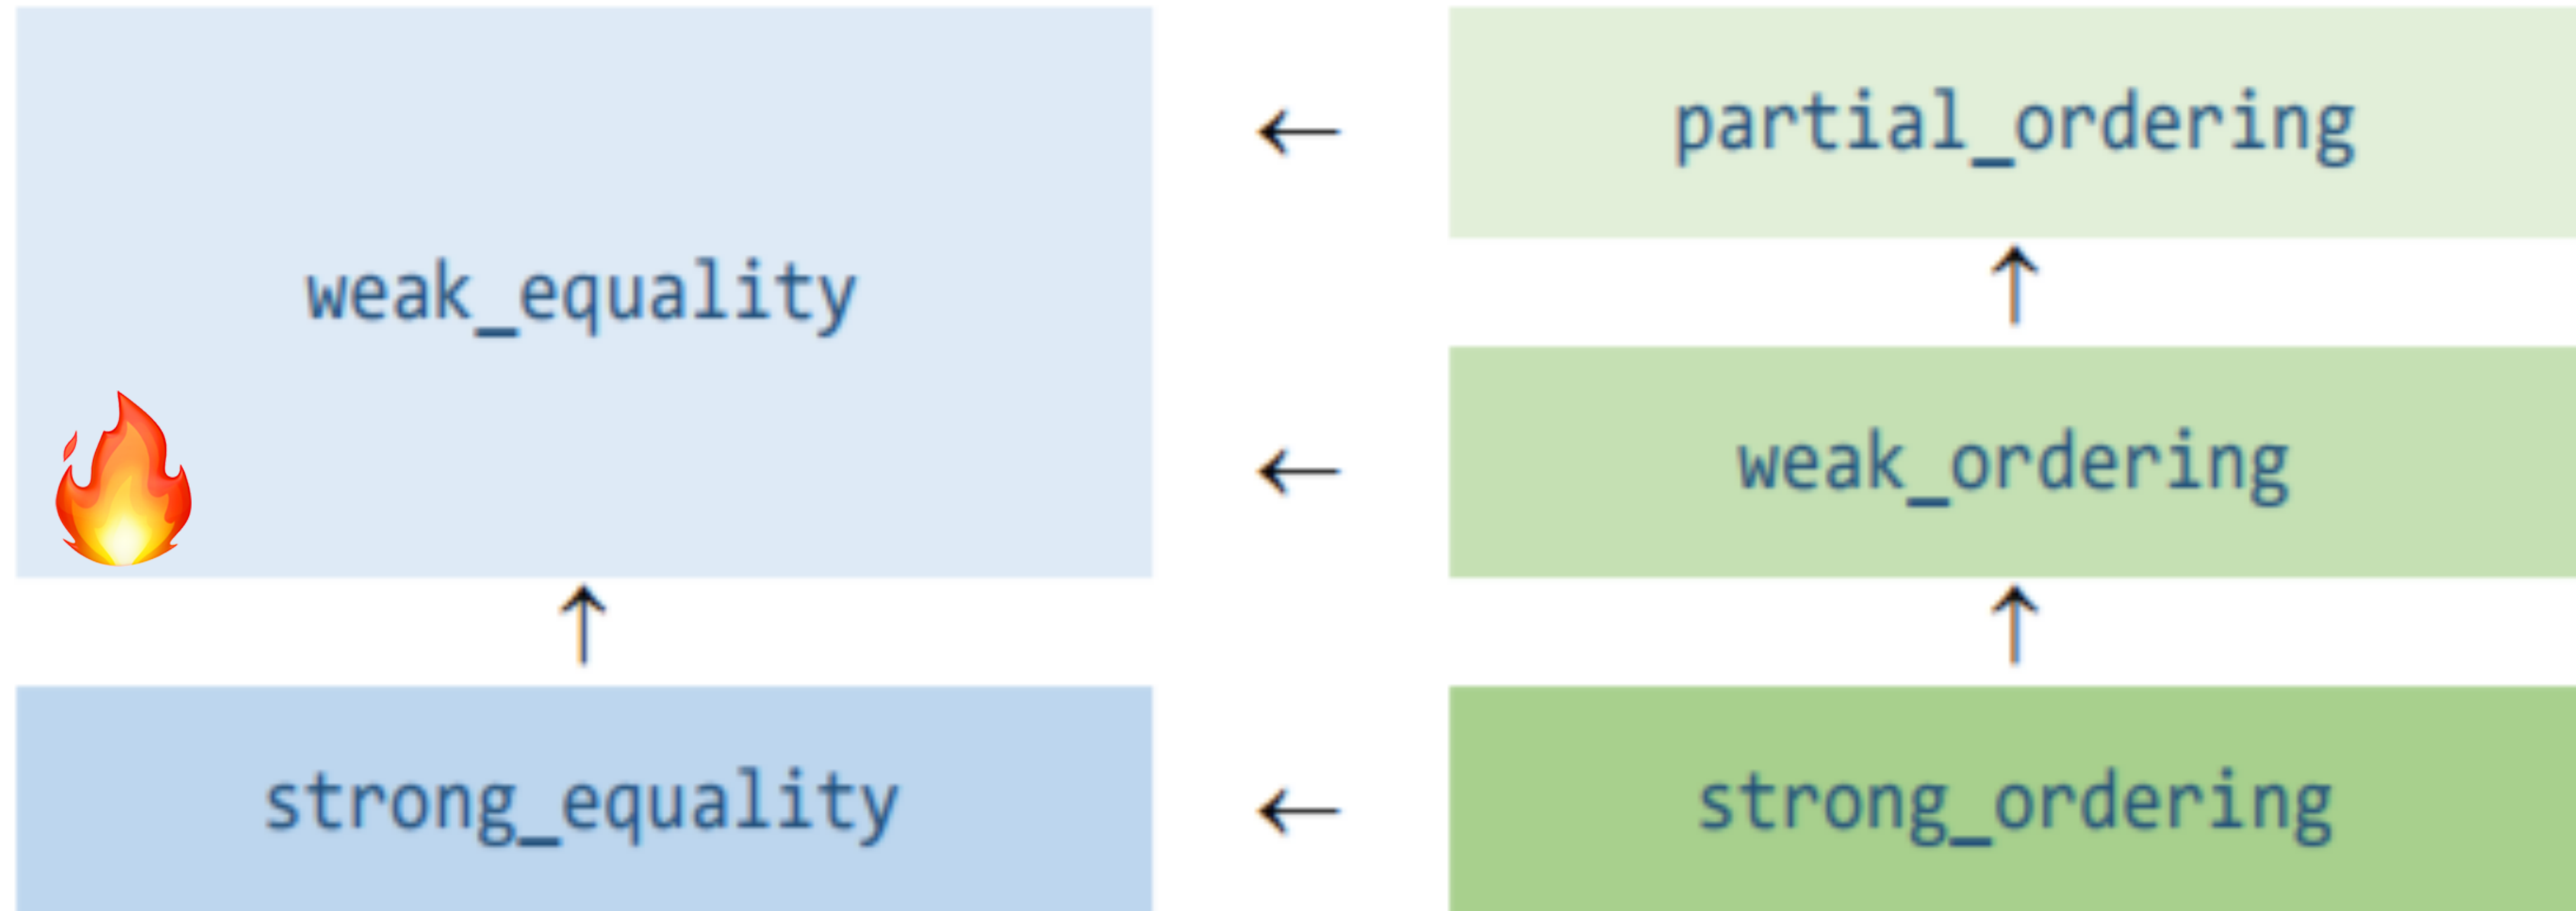 partial_ordering
weak_equality
weak_ordering
strong_equality
strong_ordering